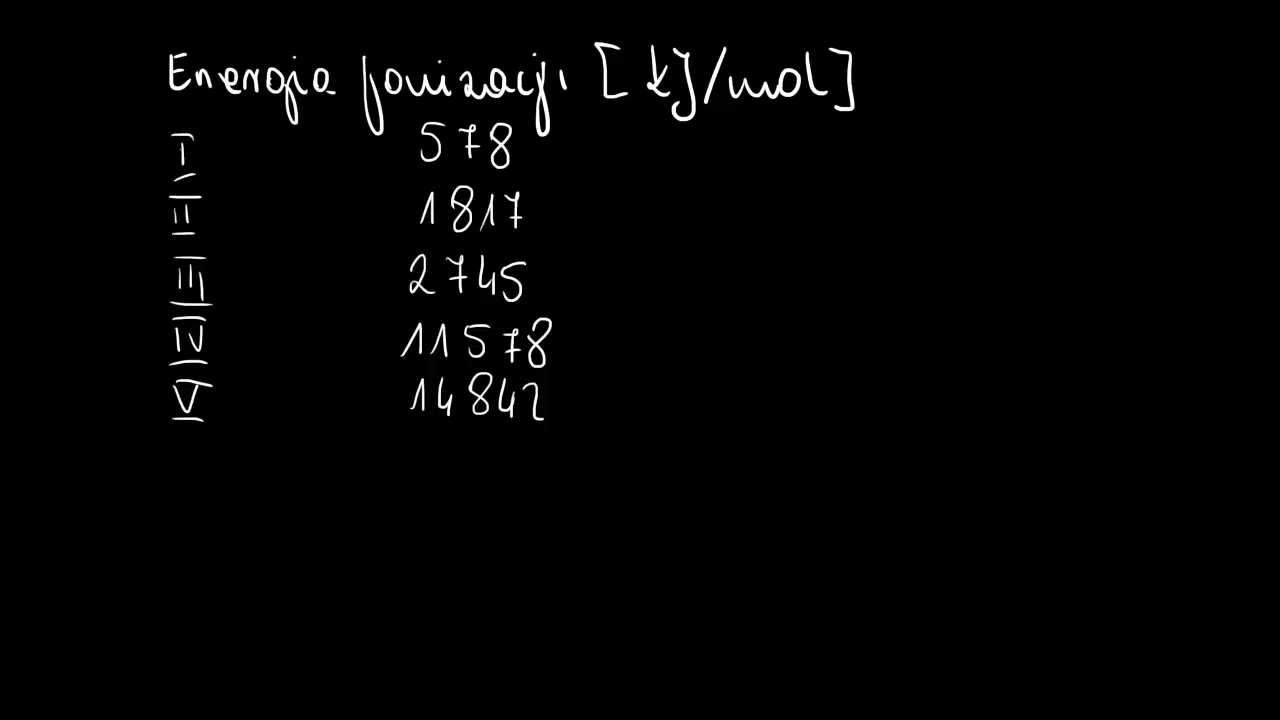 Energia jonizacji [kJ/mol]
I 578
II 1817
III 2745
IV 11578
V 14842